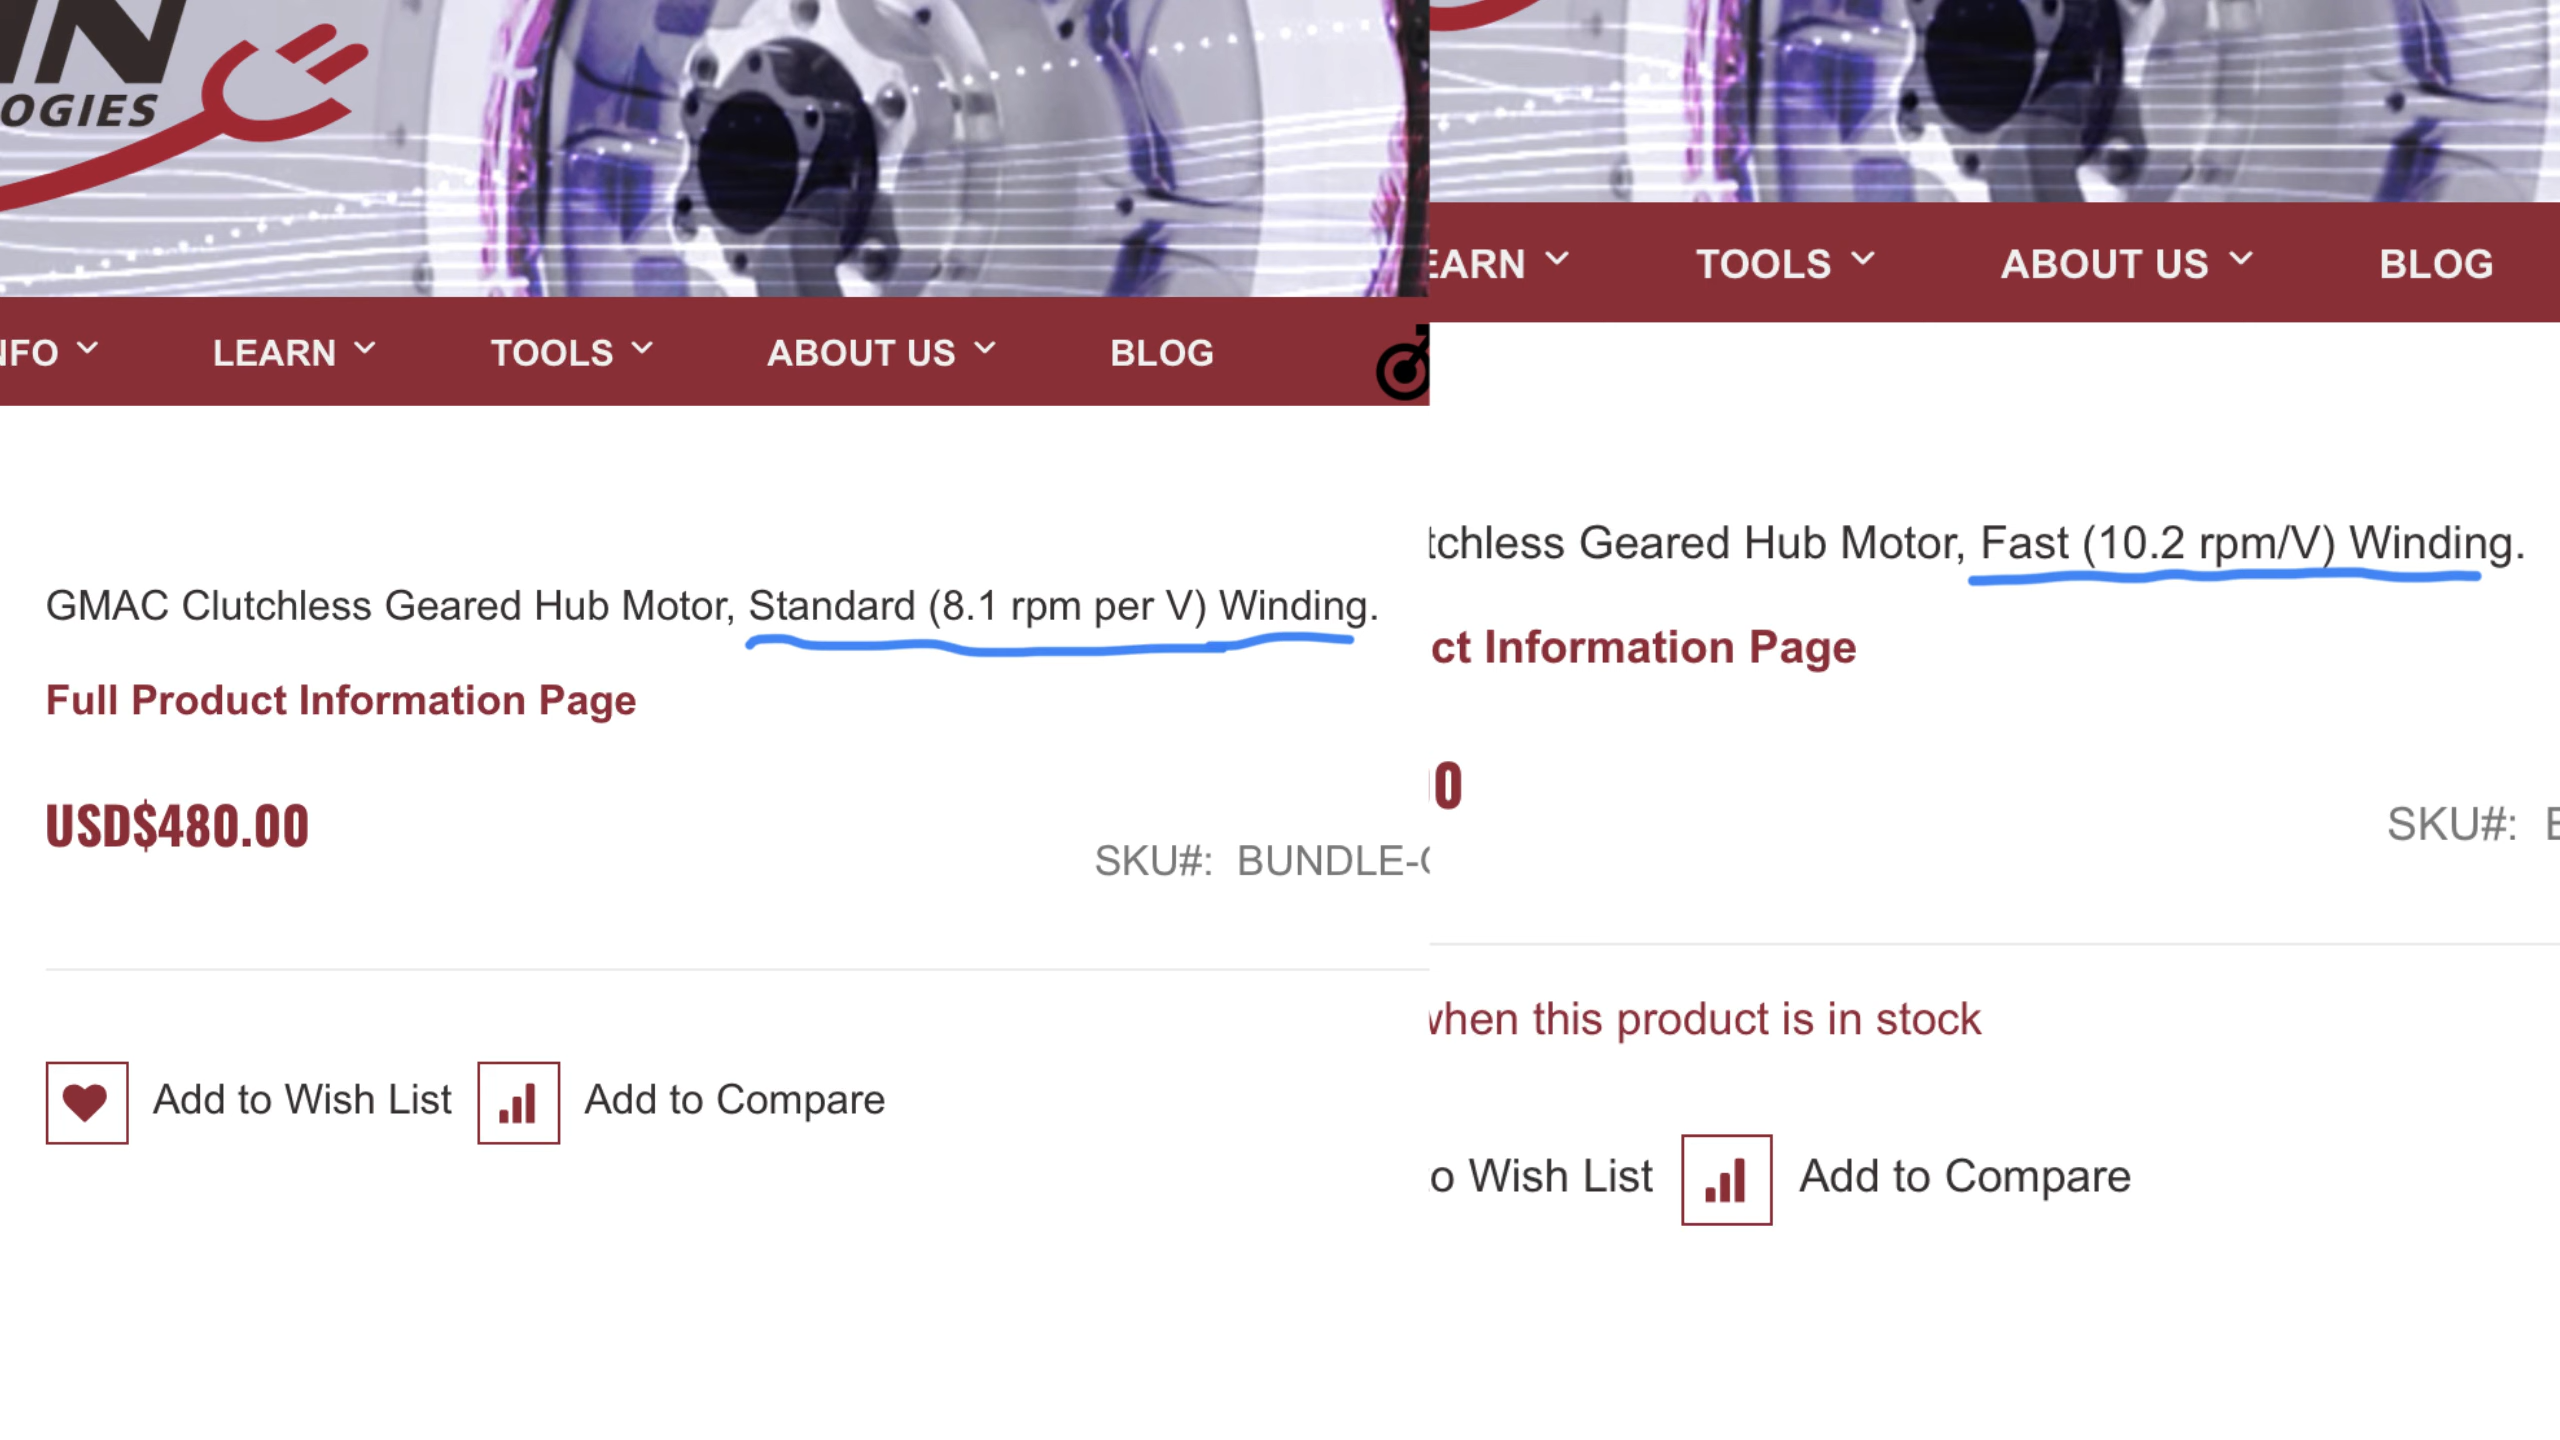 IN
OGIES
NFO LEARN TOOLS ABOUT US BLOG
GMAC Clutchless Geared Hub Motor, Standard (8.1 rpm per V) Winding.
Full Product Information Page
USD$480.00
SKU#: BUNDLE-
Add to Wish List Add to Compare
EARN TOOLS ABOUT US BLOG
tchless Geared Hub Motor, Fast (10.2 rpm/V) Winding.
ct Information Page
0
SKU#:
when this product is in stock
o Wish List Add to Compare